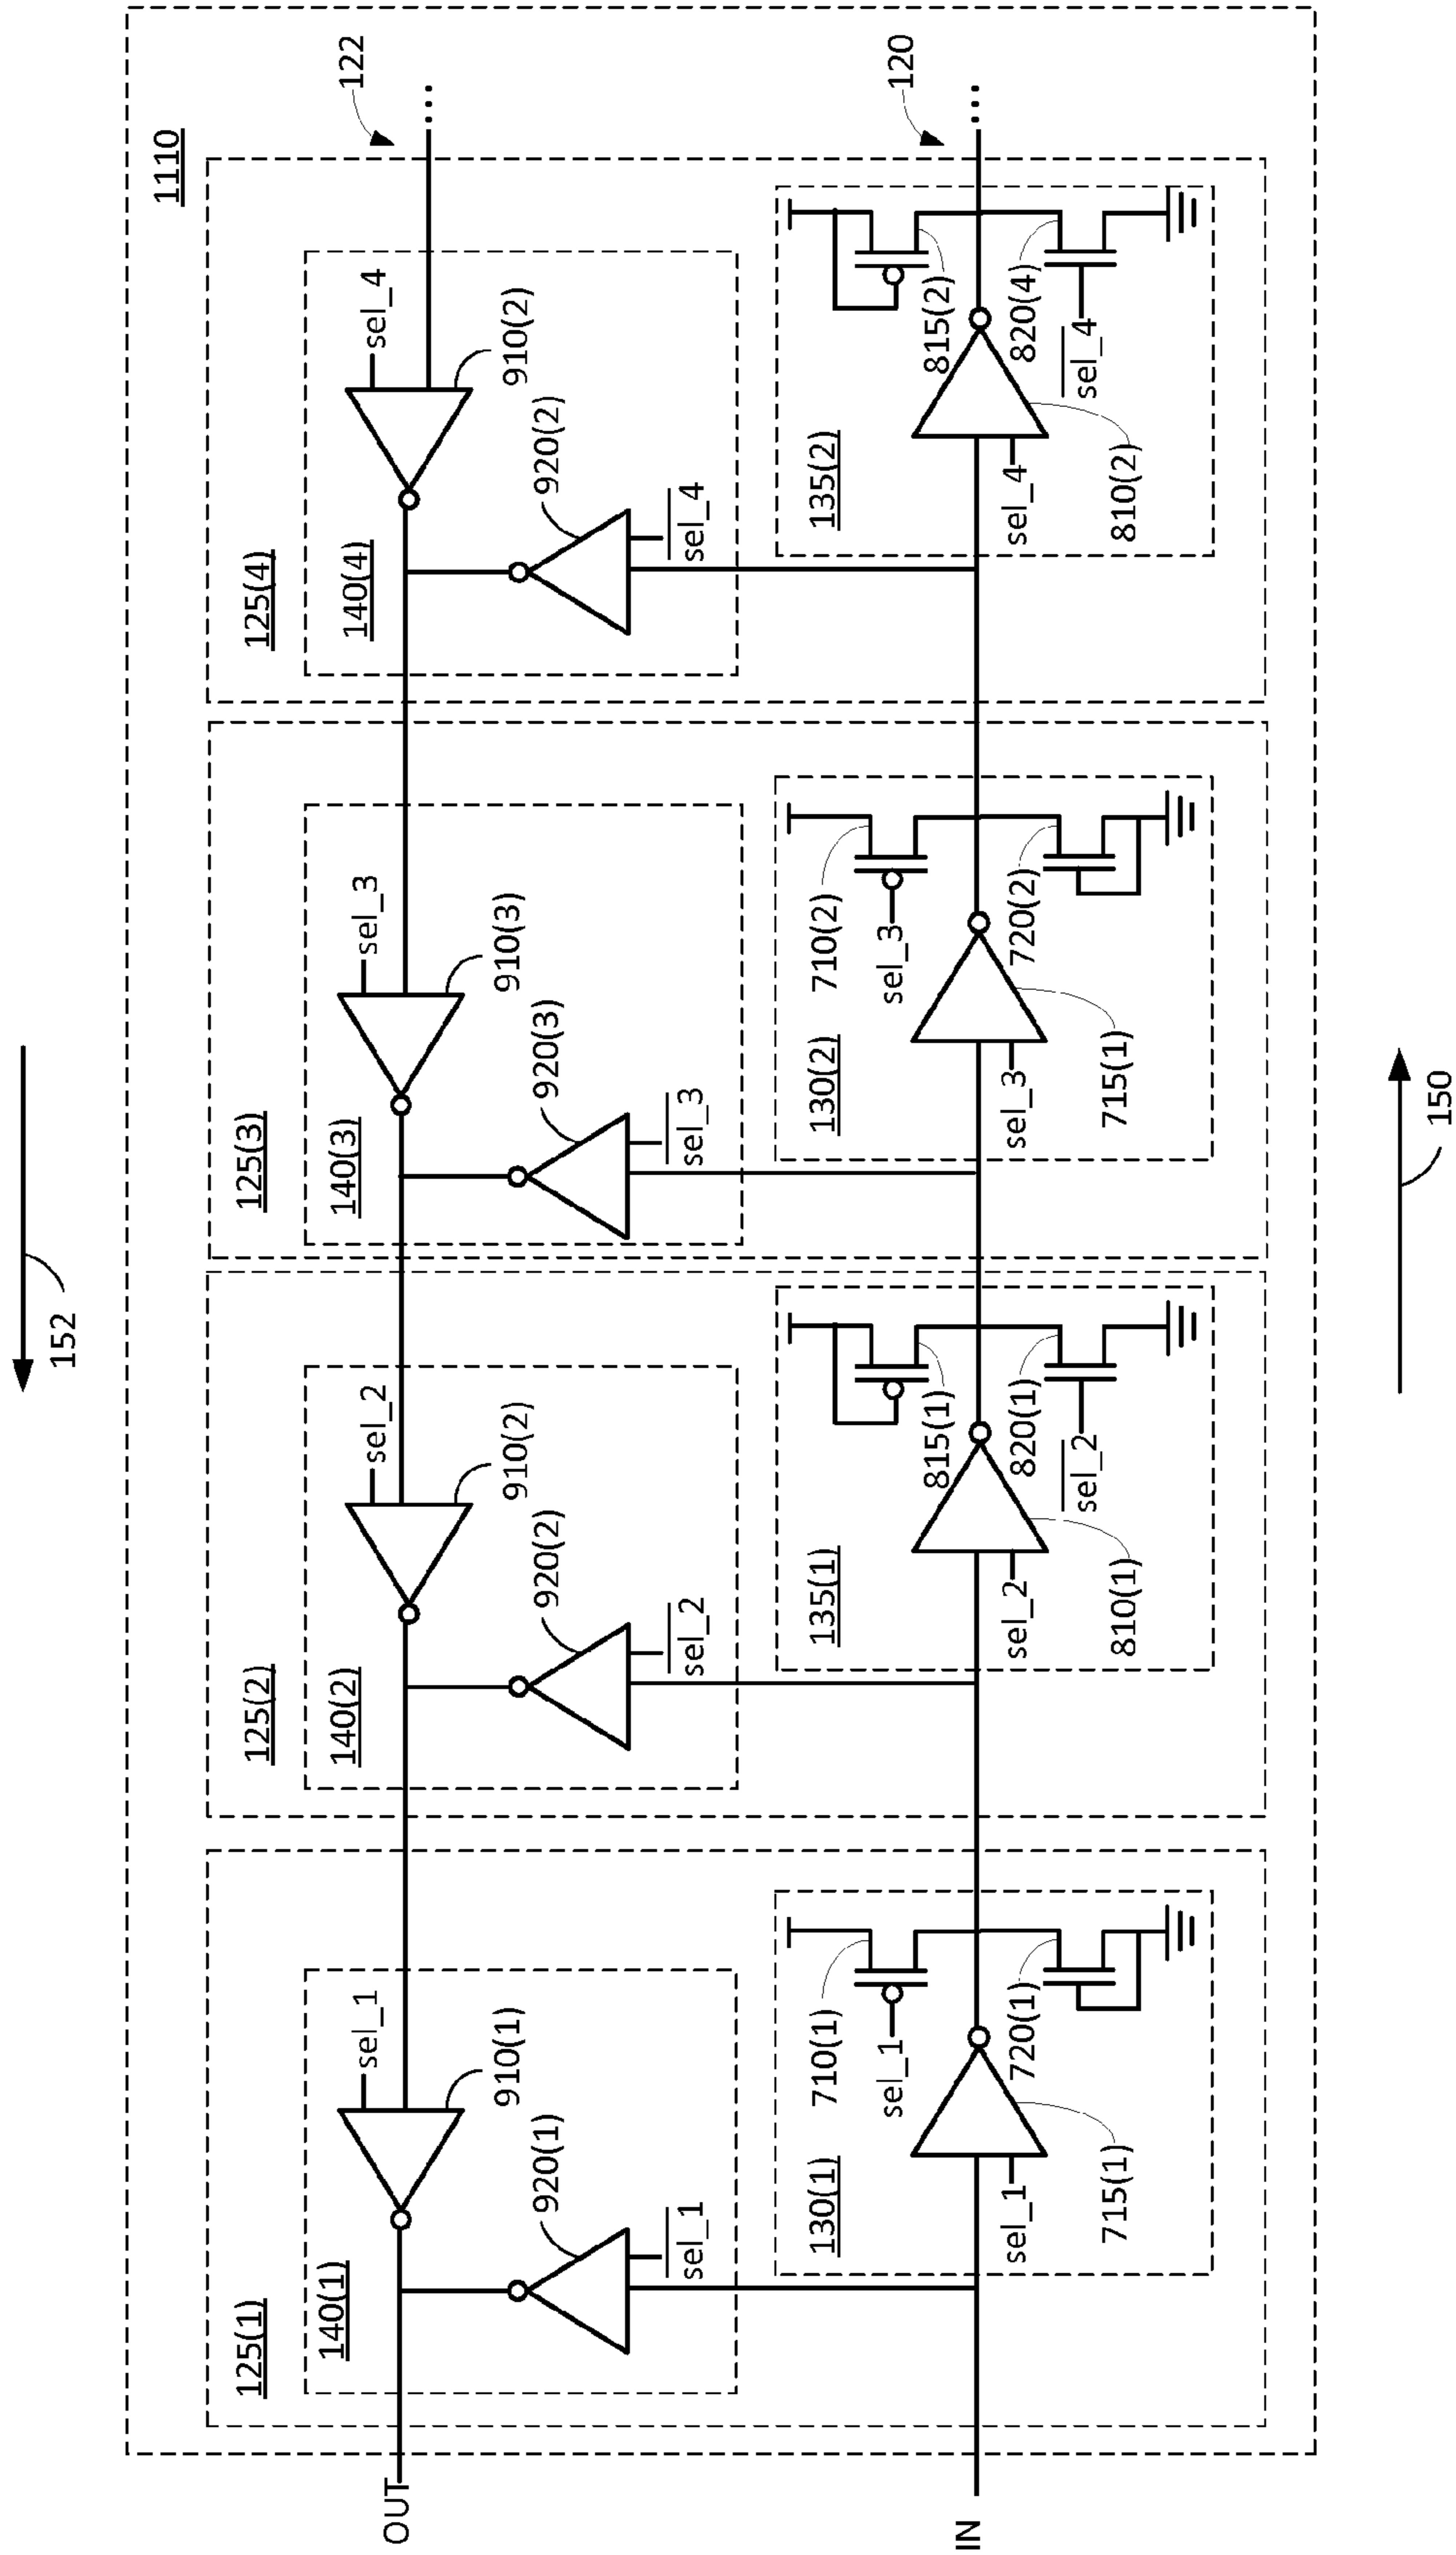 152
1110
125(1)
125(2)
125(3)
125(4)
122
140(1)
140(2)
140(3)
140(4)
sel_1
sel_2
sel_3
sel_4
OUT
910(1)
910(2)
910(3)
910(2)
920(1)
920(2)
920(3)
920(2)
sel_1
sel_2
sel_3
sel_4
130(1)
710(1)
135(1)
130(2)
710(2)
135(2)
sel_1
sel_3
120
815(1)
815(2)
IN
sel_1
720(1)
sel_2
820(1)
sel_3
720(2)
sel_4
820(4)
sel_2
sel_4
715(1)
810(1)
715(1)
810(2)
150